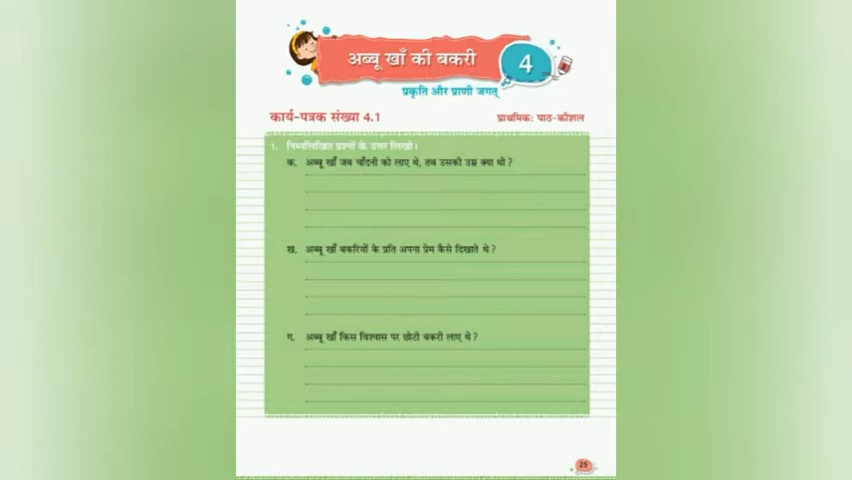 अब्बू खाँ की बकरी
4
प्रकृति और प्राणी जगत्
कार्य-पत्रक संख्या 4.1
प्राथमिक: पाठ-कौशल
1. निम्नलिखित प्रश्नों के उत्तर लिखो।
क. अब्बू खाँ जब चाँदनी को लाए थे, तब उसकी उम्र क्या थी?
ख. अब्बू खाँ बकरियों के प्रति अपना प्रेम कैसे दिखाते थे?
ग. अब्बू खाँ किस विश्वास पर छोटी बकरी लाए थे?
25